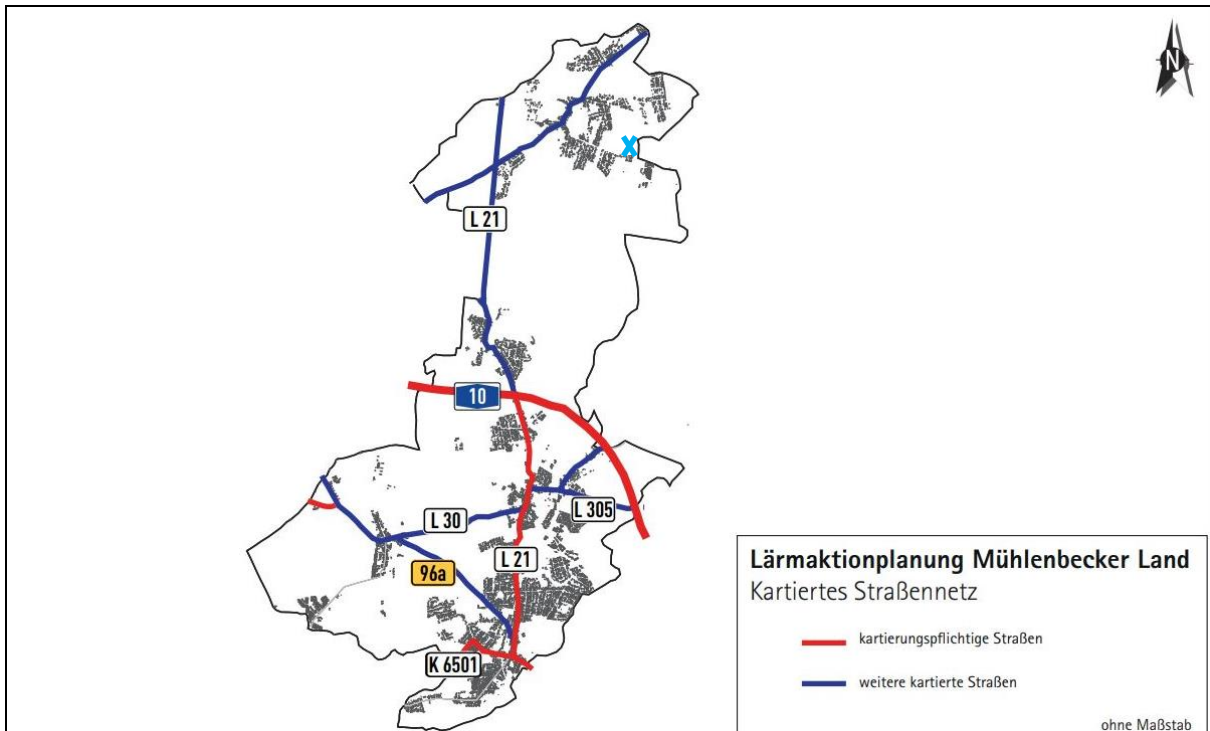 N
L 21
10
L 30
L 305
96a
L 21
K 6501
Lärmaktionplanung Mühlenbecker Land
Kartiertes Straßennetz
kartierungspflichtige Straßen
weitere kartierte Straßen
ohne Maßstab